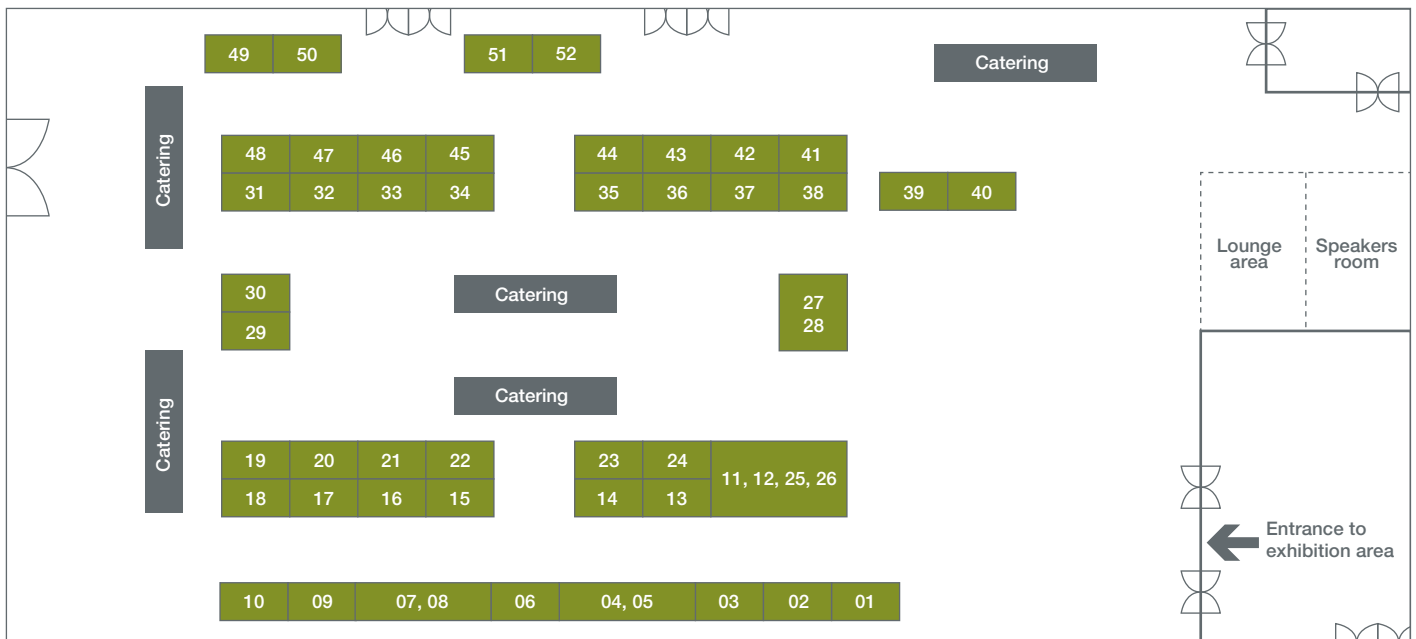 49 50 51 52
Catering
Catering
48 47 46 45 44 43 42 41
31 32 33 34 35 36 37 38
39 40
Lounge
area
Speakers
room
30
29
Catering
27
28
Catering
Catering
19 20 21 22 23 24
11, 12, 25, 26
18 17 16 15 14 13
Entrance to
exhibition area
10 09 07, 08 06 04, 05 03 02 01